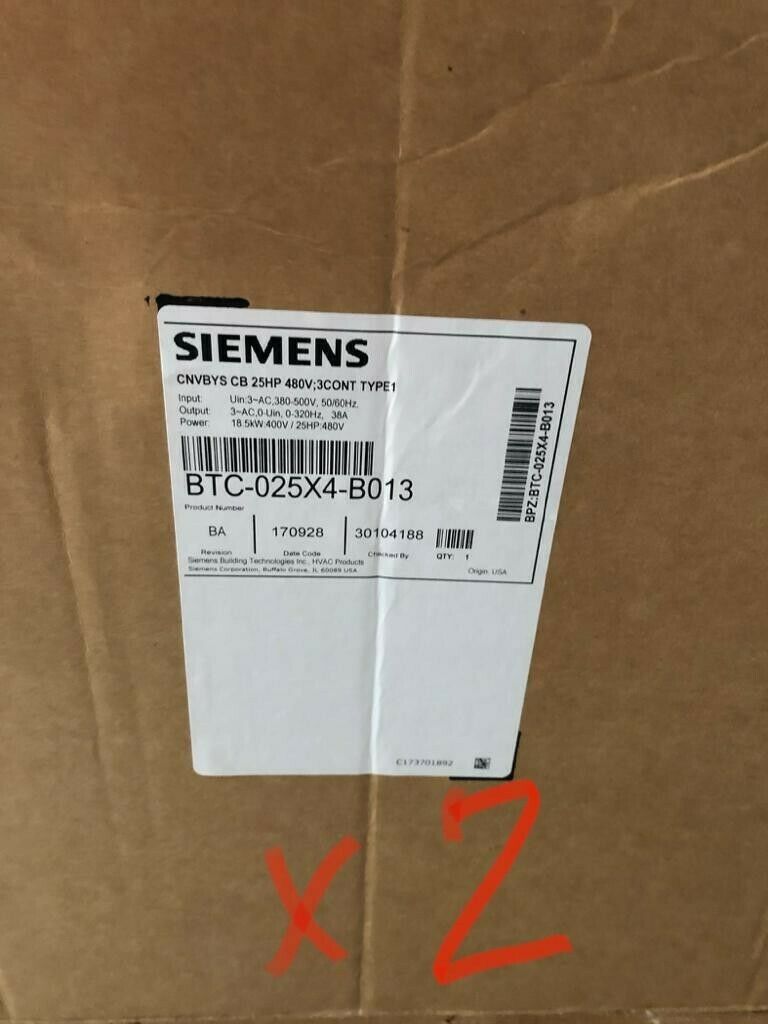 SIEMENS
CNVBYS CB 25HP 480V;3CONT TYPE1
Input: Uin:3~AC,380-500V, 50/60Hz,
Output: 3~AC,0-Uin, 0-320Hz, 38A
Power: 18.5kW:400V / 25HP:480V
BTC-025X4-B013
Product Number
BA 170928 30104188
Revision Date Code Checked By QTY: 1
Siemens Building Technologies Inc., HVAC Products
Siemens Corporation, Buffalo Grove, IL 60089 USA
Origin: USA
BPZ:BTC-025X4-B013
C173701892
x 2